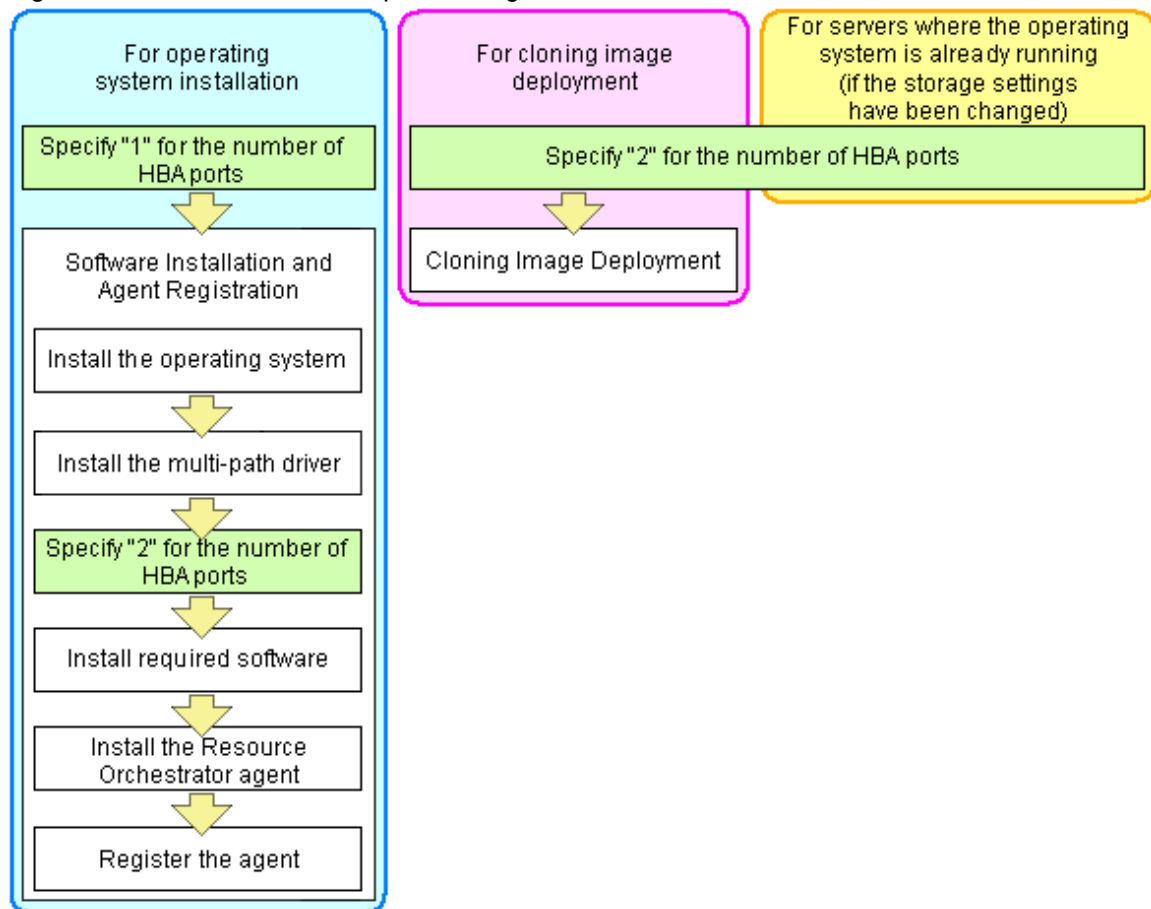 For operating
system installation
Specify "1" for the number of
HBA ports
Software Installation and
Agent Registration
Install the operating system
Install the multi-path driver
Specify "2" for the number of
HBA ports
Install required software
Install the Resource
Orchestrator agent
Register the agent
For cloning image
deployment
For servers where the operating
system is already running
(if the storage settings
have been changed)
Specify "2" for the number of HBA ports
Cloning Image Deployment